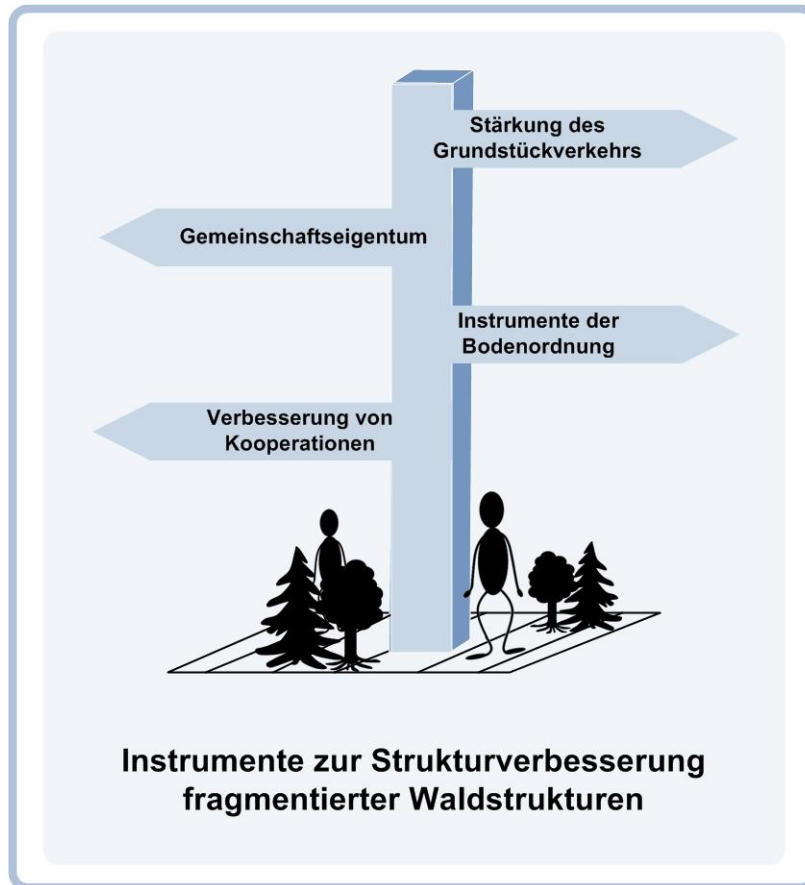 Stärkung des
Grundstückverkehrs
Gemeinschaftseigentum
Instrumente der
Bodenordnung
Verbesserung von
Kooperationen
Instrumente zur Strukturverbesserung
fragmentierter Waldstrukturen